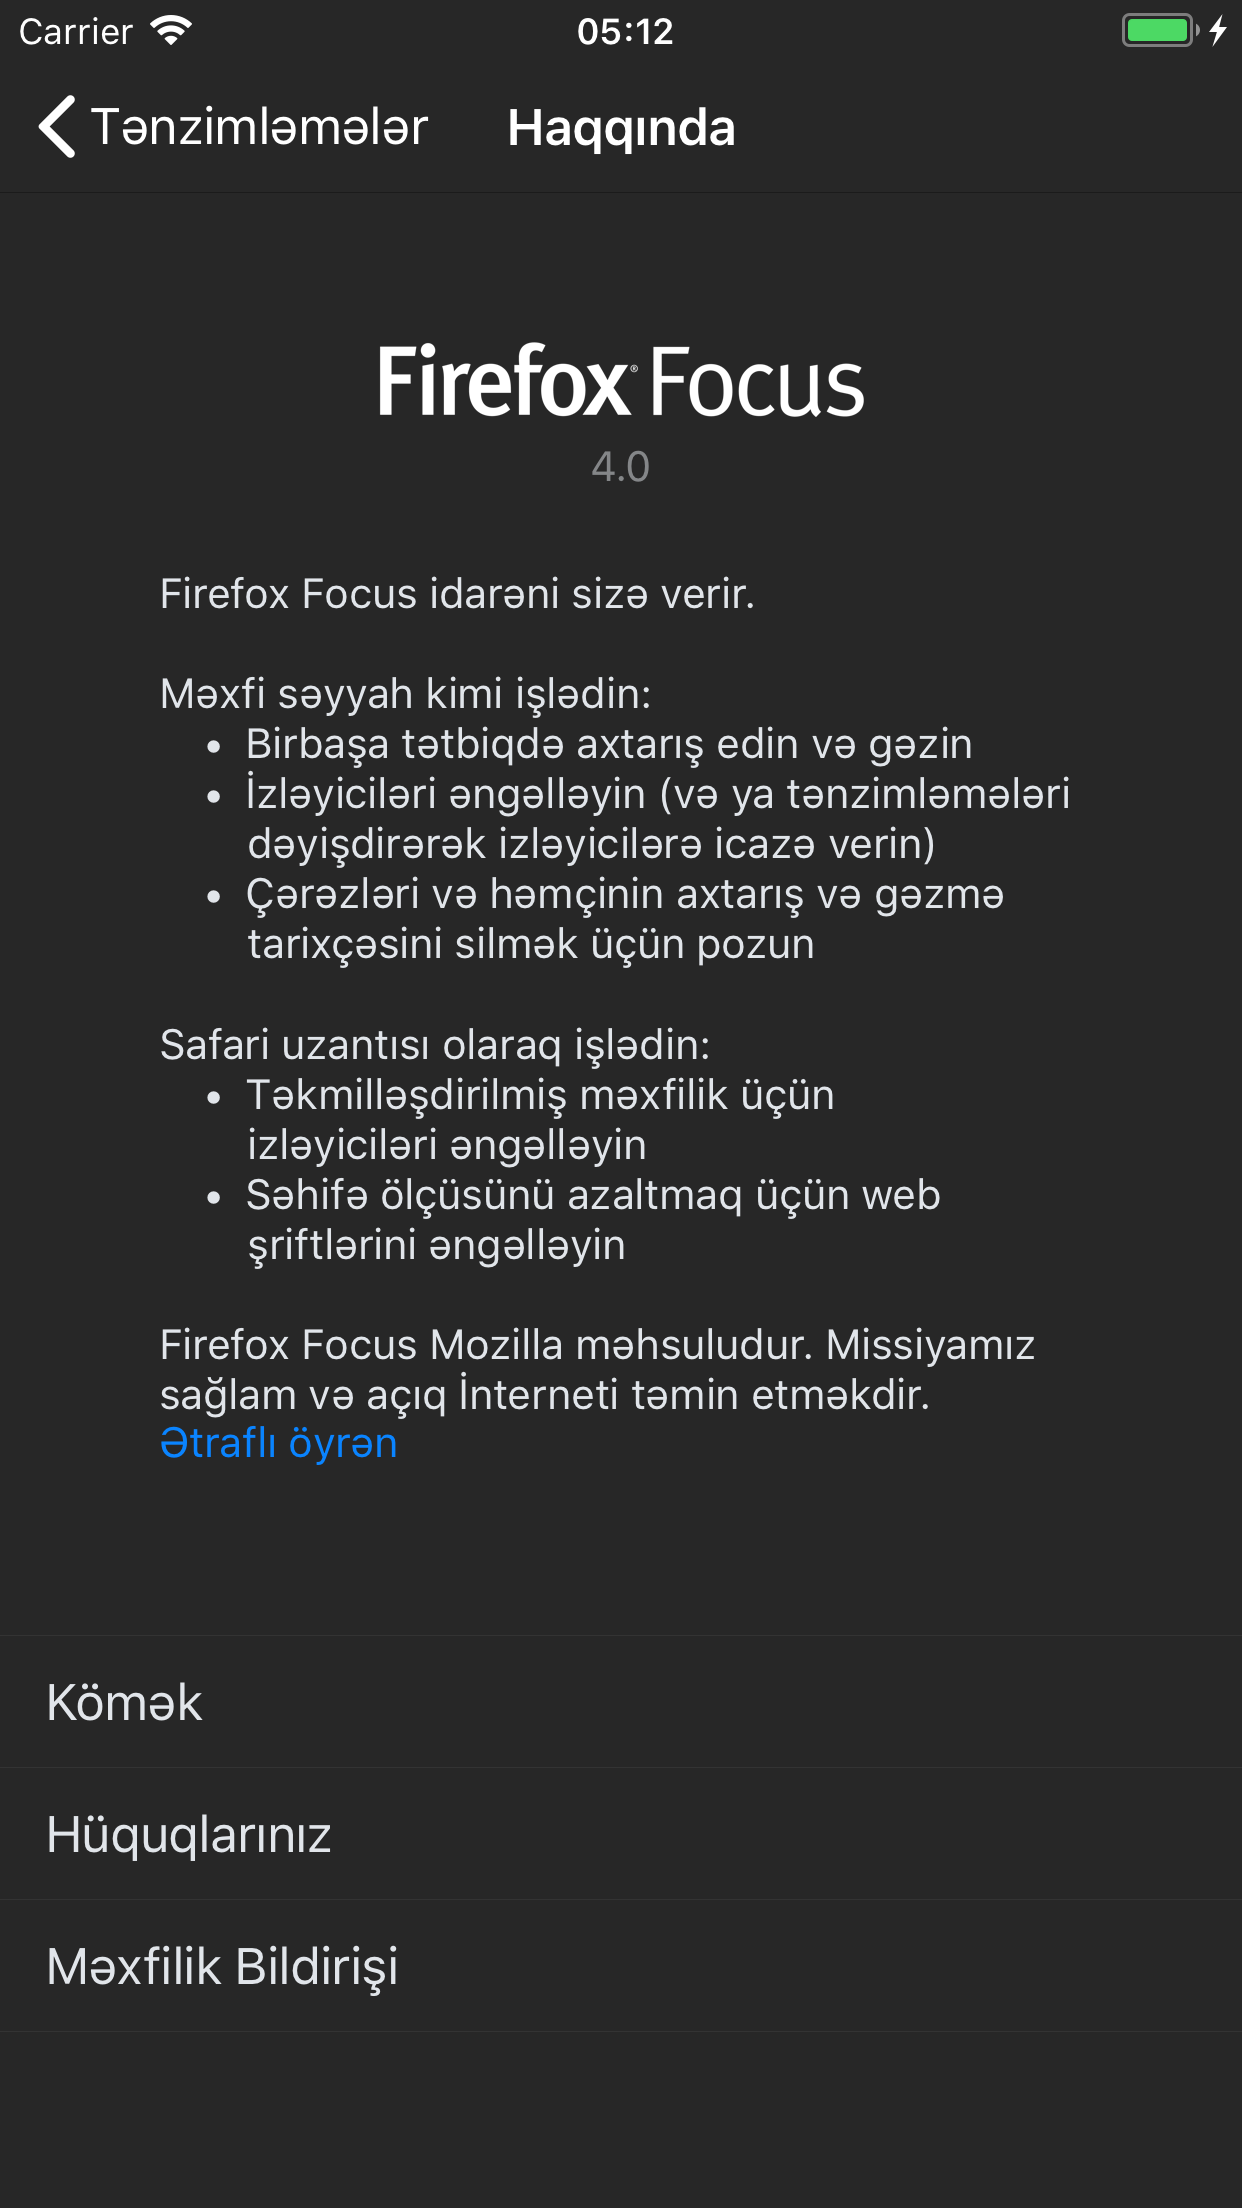 Carrier 05:12
Tənzimləmələr Haqqında
Firefox® Focus
4.0
Firefox Focus idarəni sizə verir.
Məxfi səyyah kimi işlədin:
• Birbaşa tətbiqdə axtarış edin və gəzin
• İzləyiciləri əngəlləyin (və ya tənzimləmələri
dəyişdirərək izləyicilərə icazə verin)
• Çərəzləri və həmçinin axtarış və gəzmə
tarixçəsini silmək üçün pozun
Safari uzantısı olaraq işlədin:
• Təkmilləşdirilmiş məxfilik üçün
izləyiciləri əngəlləyin
• Səhifə ölçüsünü azaltmaq üçün web
şriftlərini əngəlləyin
Firefox Focus Mozilla məhsuludur. Missiyamız
sağlam və açıq İnterneti təmin etməkdir.
Ətraflı öyrən
Kömək
Hüquqlarınız
Məxfilik Bildirişi